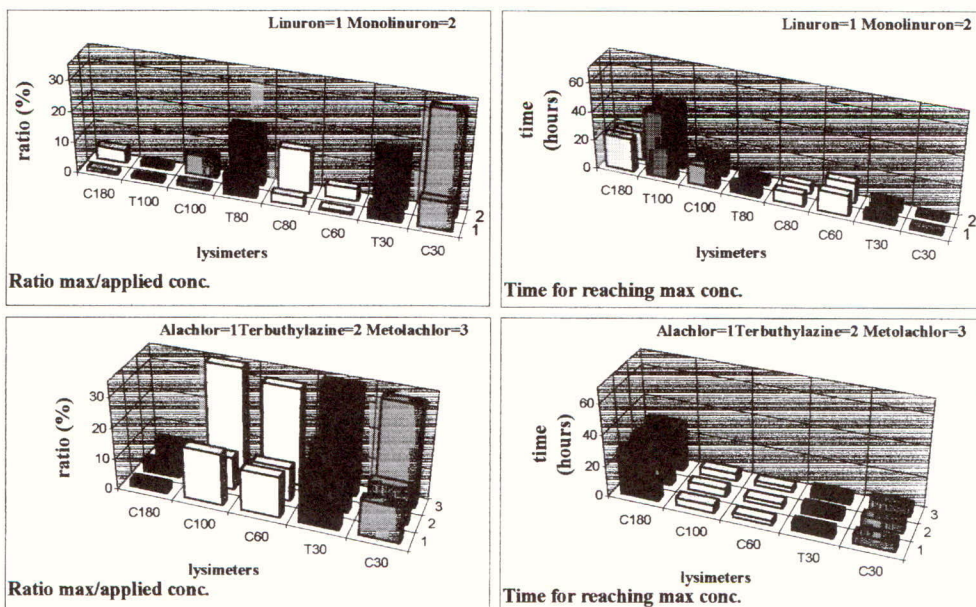 Linuron=1 Monolinuron=2
ratio (%)
30
20
10
0
C180
T100
C100
T80
C80
C60
T30
C30
2
1
lysimeters
Ratio max/applied conc.
Linuron=1 Monolinuron=2
time
(hours)
60
40
20
0
C180
T100
C100
T80
C80
C60
T30
C30
2
1
lysimeters
Time for reaching max conc.
Alachlor=1Terbuthylazine=2 Metolachlor=3
ratio (%)
30
20
10
0
C180
C100
C60
T30
C30
3
2
1
lysimeters
Ratio max/applied conc.
Alachlor=1Terbuthylazine=2 Metolachlor=3
time
(hours)
60
40
20
0
C180
C100
C60
T30
C30
3
2
1
lysimeters
Time for reaching max conc.